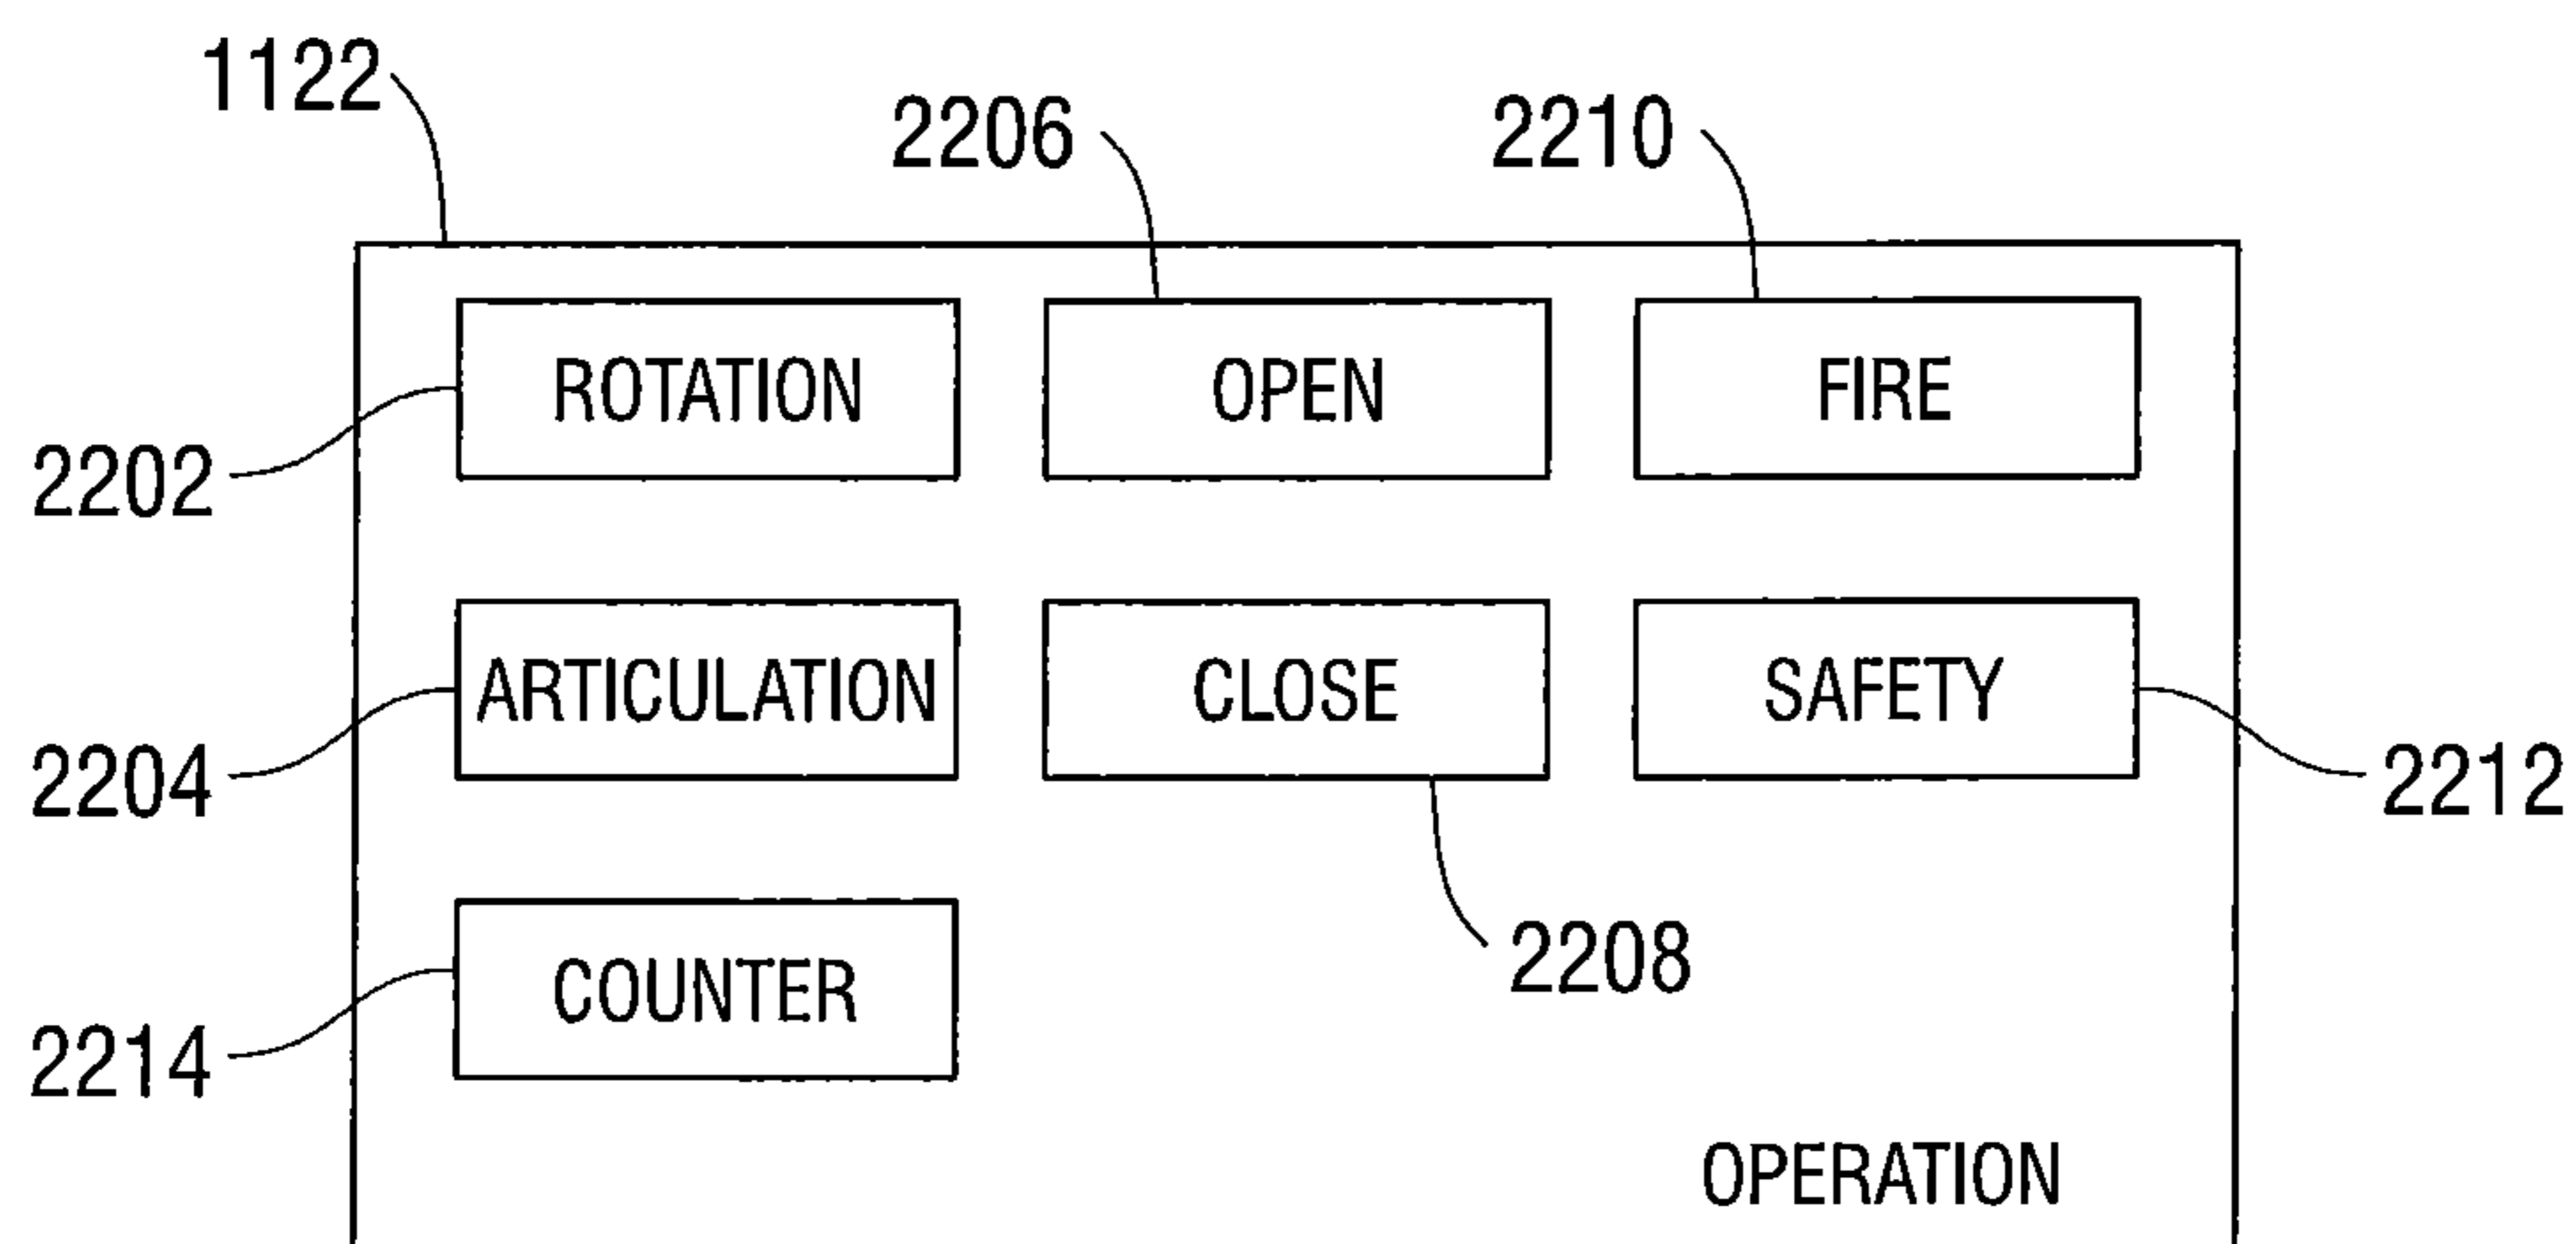 1122
2206 2210
ROTATION OPEN FIRE
2202
ARTICULATION CLOSE SAFETY
2204 2212
2208
COUNTER
2214
OPERATION